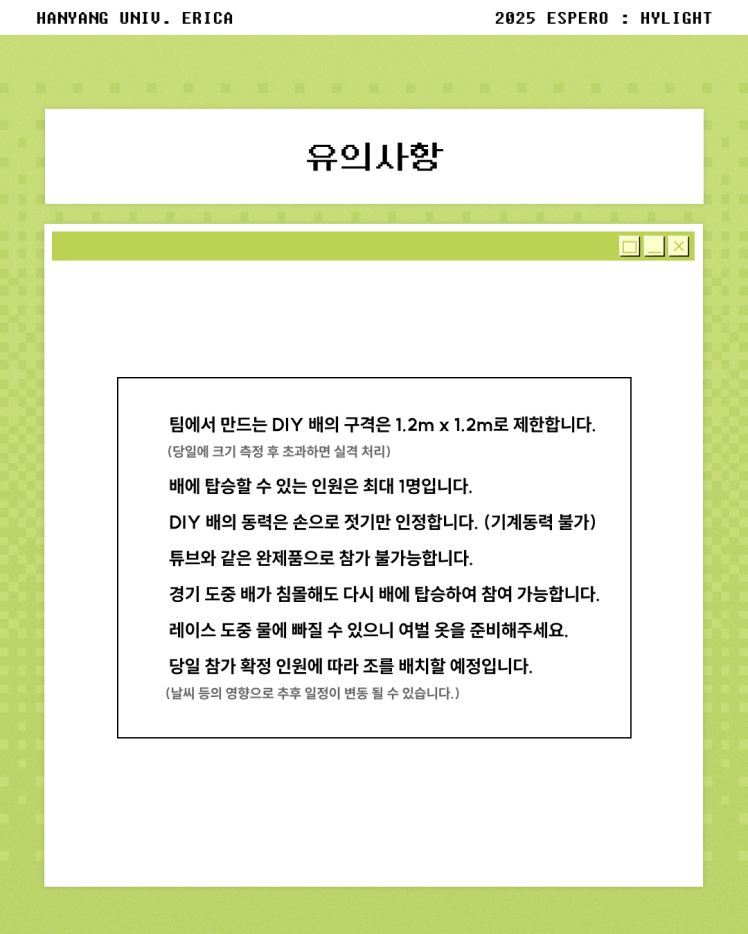 HANYANG UNIV. ERICA
2025 ESPERO : HYLIGHT
유의사항
팀에서 만드는 DIY 배의 구격은 1.2m x 1.2m로 제한합니다.
(당일에 크기 측정 후 초과하면 실격 처리)
배에 탑승할 수 있는 인원은 최대 1명입니다.
DIY 배의 동력은 손으로 젓기만 인정합니다. (기계동력 불가)
튜브와 같은 완제품으로 참가 불가능합니다.
경기 도중 배가 침몰해도 다시 배에 탑승하여 참여 가능합니다.
레이스 도중 물에 빠질 수 있으니 여벌 옷을 준비해주세요.
당일 참가 확정 인원에 따라 조를 배치할 예정입니다.
(날씨 등의 영향으로 추후 일정이 변동 될 수 있습니다.)